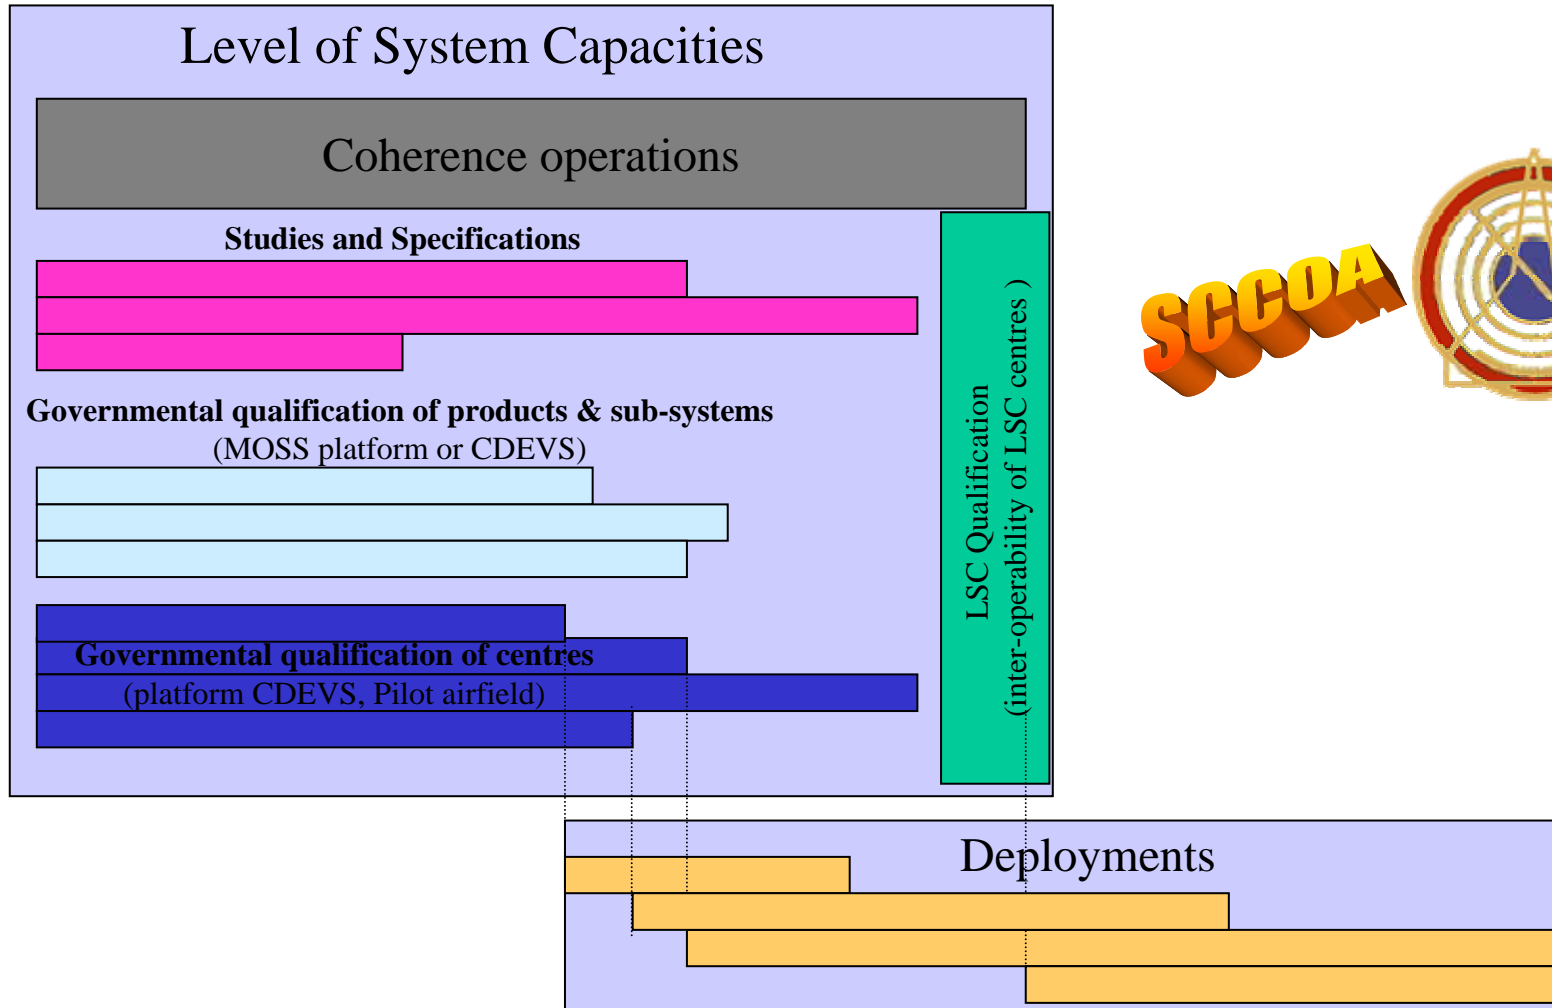 Level of System Capacities
Coherence operations
Studies and Specifications
Governmental qualification of products & sub-systems
(MOSS platform or CDEVS)
Governmental qualification of centres
(platform CDEVS, Pilot airfield)
LSC Qualification
(inter-operability of LSC centres )
SCCOA
Deployments